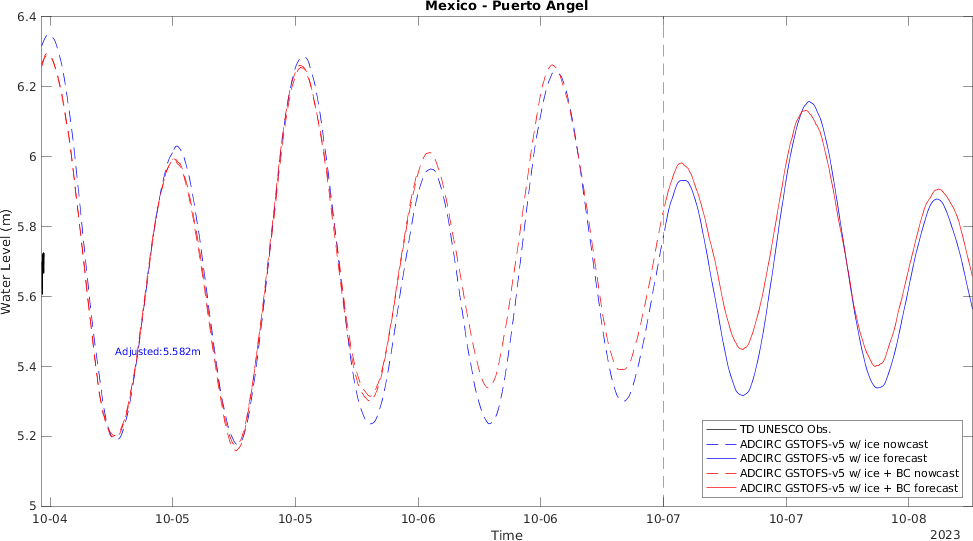 Mexico - Puerto Angel
6.4
6.2
6
5.8
5.6
5.4
5.2
5
Water Level (m)
Adjusted:5.582m
TD UNESCO Obs.
ADCIRC GSTOFS-v5 w/ ice nowcast
ADCIRC GSTOFS-v5 w/ ice forecast
ADCIRC GSTOFS-v5 w/ ice + BC nowcast
ADCIRC GSTOFS-v5 w/ ice + BC forecast
10-04 10-05 10-05 10-06 10-06 10-07 10-07 10-08
Time
2023